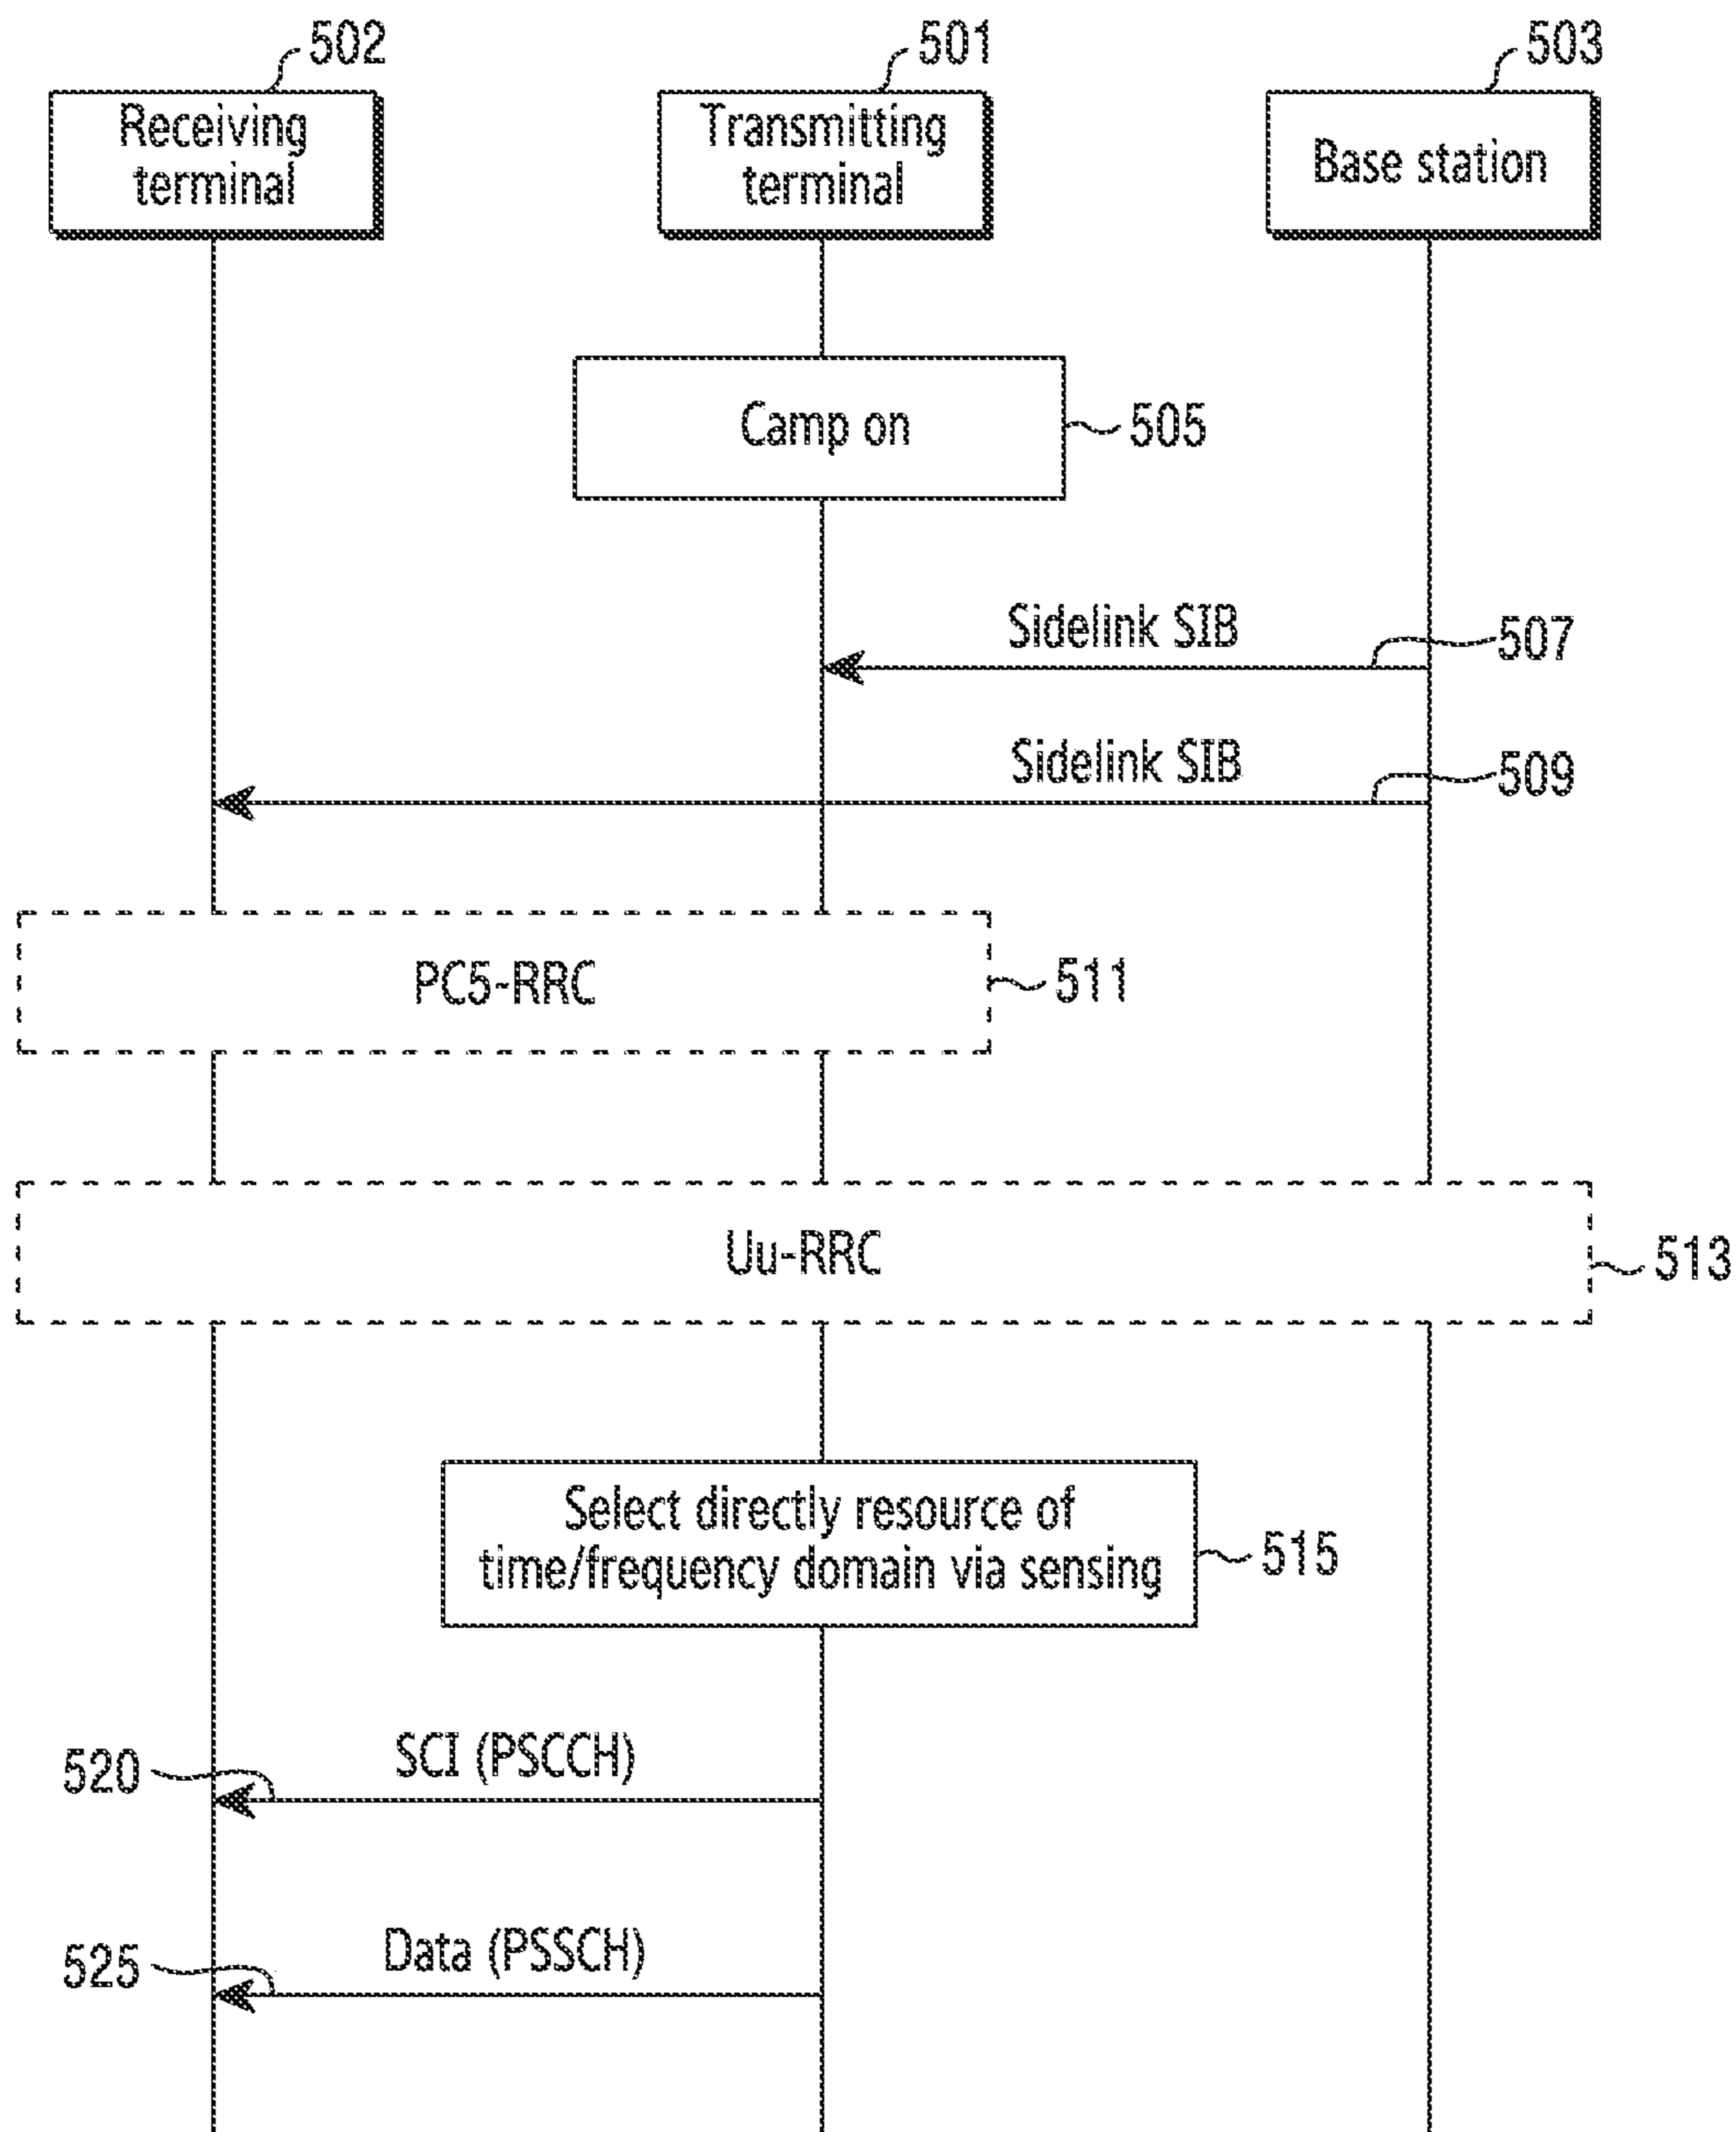 502
501
503
Receiving
terminal
Transmitting
terminal
Base station
Camp on
505
Sidelink SIB
507
Sidelink SIB
509
PC5-RRC
511
Uu-RRC
513
Select directly resource of
time/frequency domain via sensing
515
SCI (PSCCH)
520
Data (PSSCH)
525